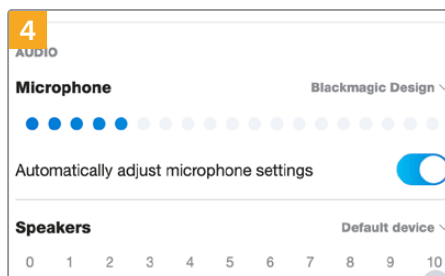 4
AUDIO
Microphone Blackmagic Design
Automatically adjust microphone settings
Speakers Default device
0 1 2 3 4 5 6 7 8 9 10